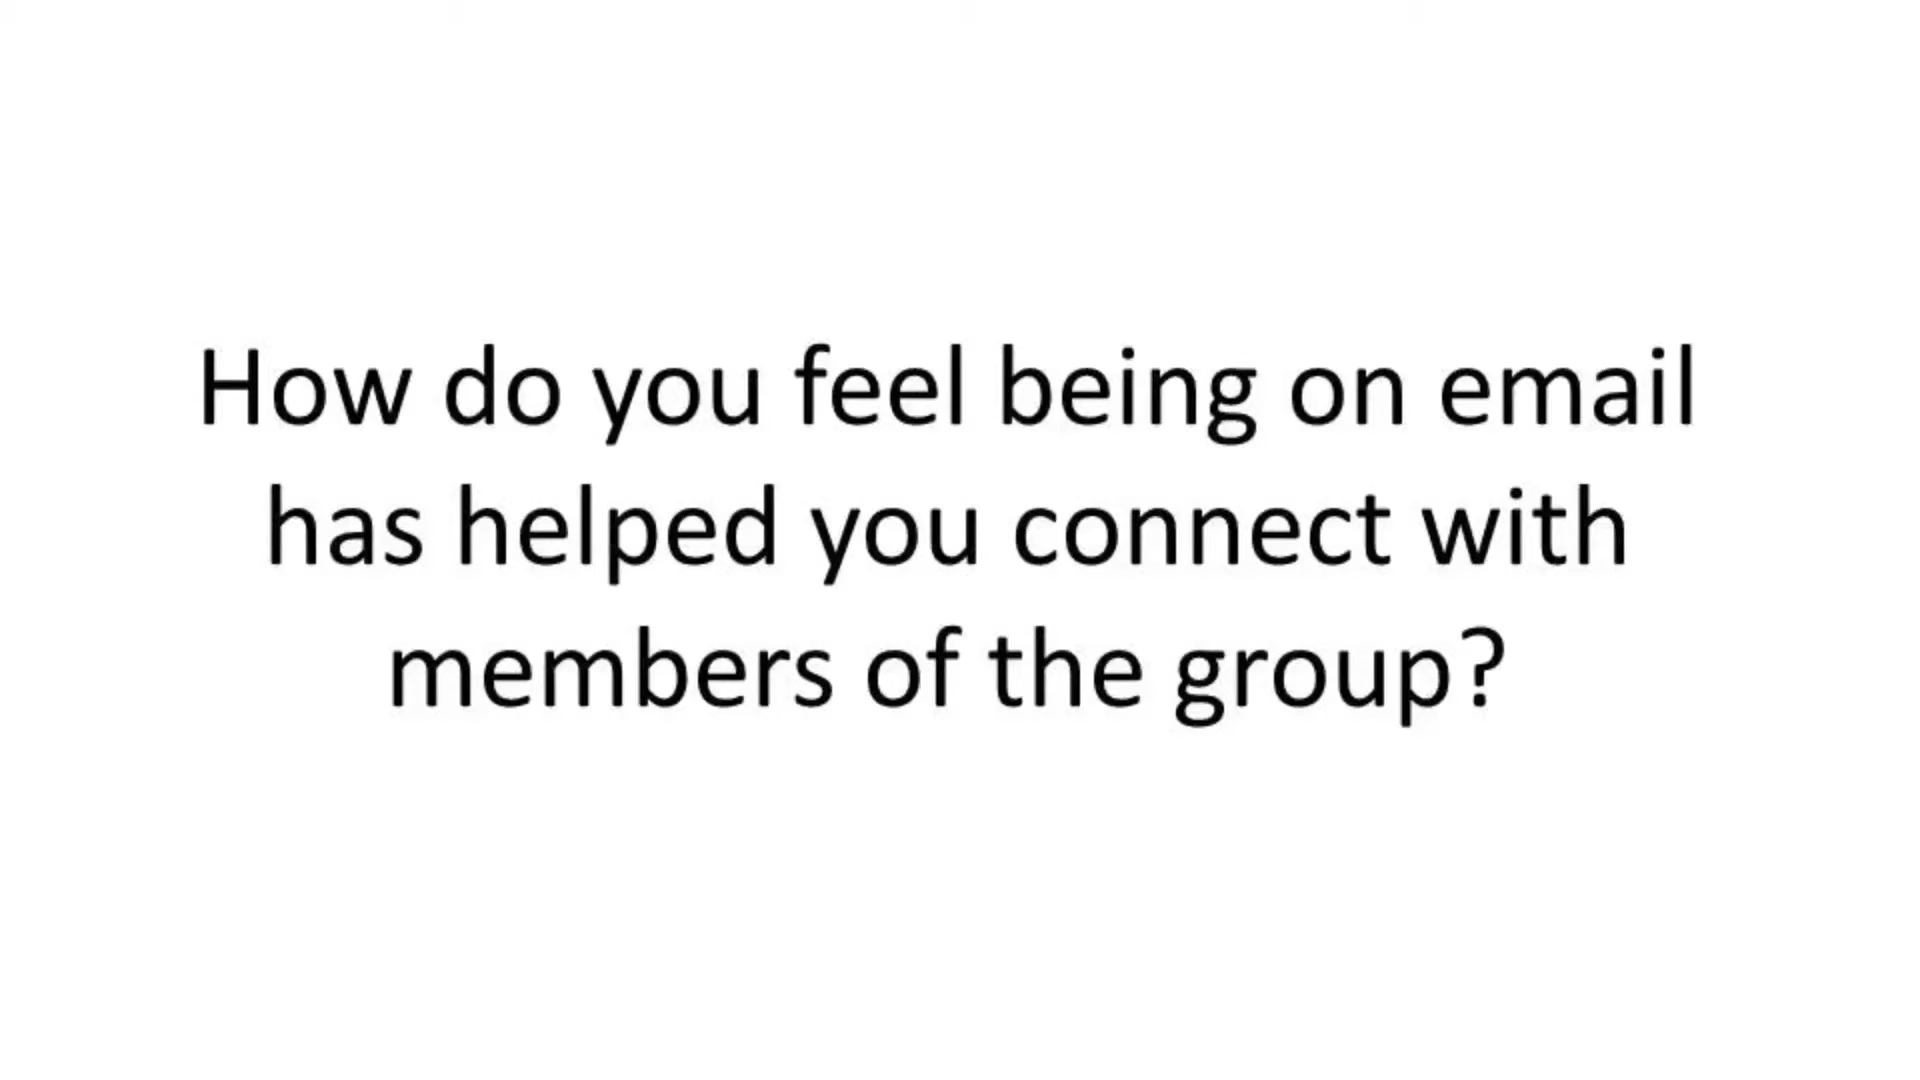 How do you feel being on email
has helped you connect with
members of the group?